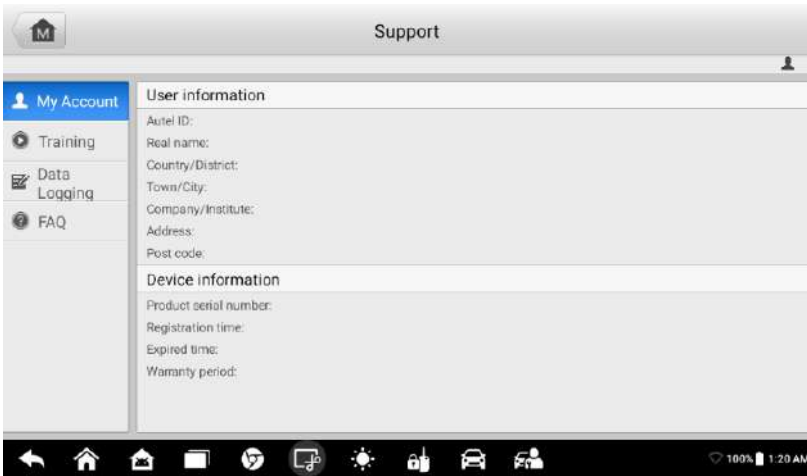 M
Support
My Account
Training
Data
Logging
FAQ
User information
Autel ID:
Real name:
Country/District:
Town/City:
Company/Institute:
Address:
Post code:
Device information
Product serial number:
Registration time:
Expired time:
Warranty period:
100% 1:20 AM